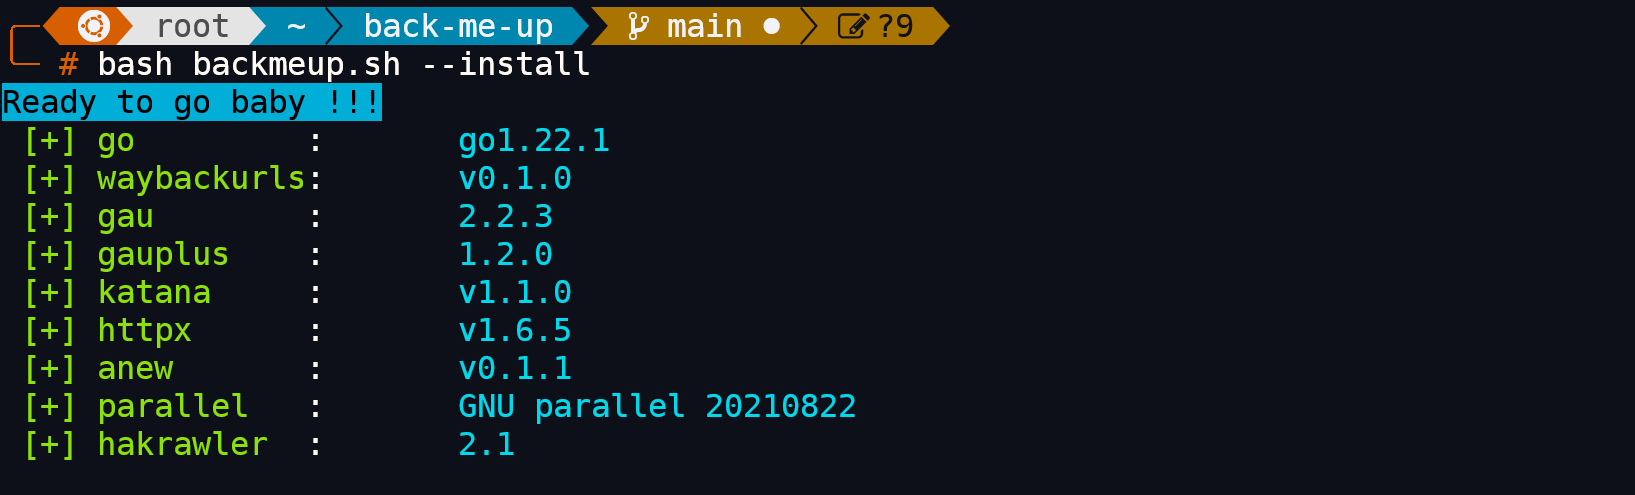 root ~ back-me-up main ● ?9
# bash backmeup.sh --install
Ready to go baby !!!
[+] go : go1.22.1
[+] waybackurls: v0.1.0
[+] gau : 2.2.3
[+] gauplus : 1.2.0
[+] katana : v1.1.0
[+] httpx : v1.6.5
[+] anew : v0.1.1
[+] parallel : GNU parallel 20210822
[+] hakrawler : 2.1